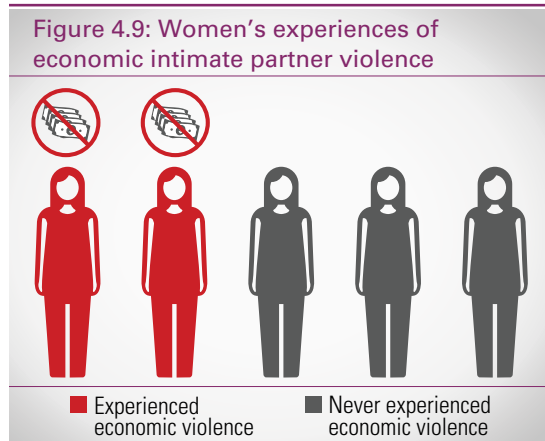 Figure 4.9: Women’s experiences of
economic intimate partner violence
Experienced
economic violence
Never experienced
economic violence